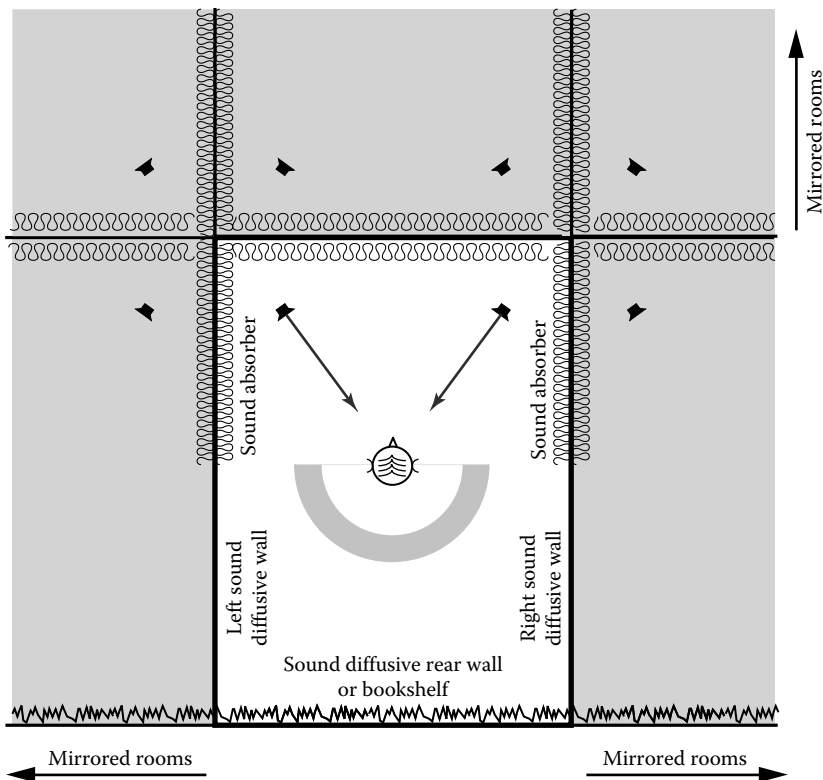 Mirrored rooms
Sound absorber
Sound absorber
Left sound
diffusive wall
Right sound
diffusive wall
Sound diffusive rear wall
or bookshelf
Mirrored rooms
Mirrored rooms